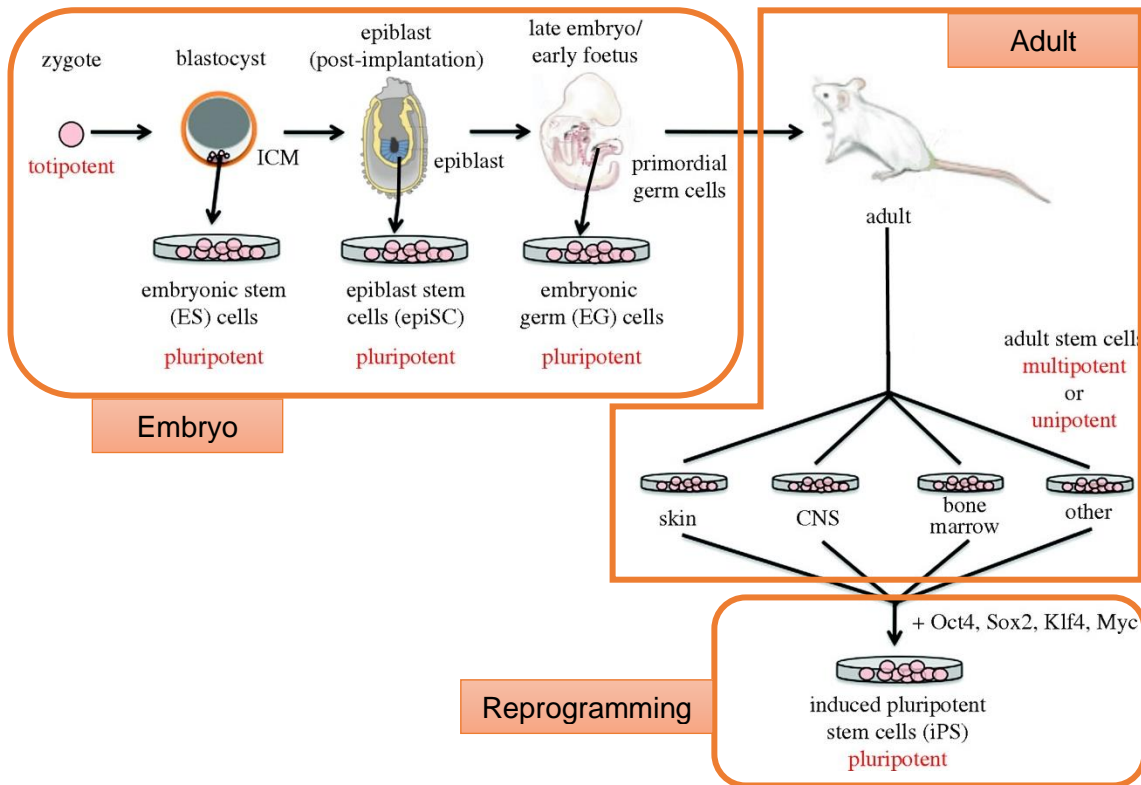 zygote
totipotent
blastocyst
ICM
embryonic stem
(ES) cells
pluripotent
epiblast
(post-implantation)
epiblast
epiblast stem
cells (epiSC)
pluripotent
late embryo/
early foetus
primordial
germ cells
embryonic
germ (EG) cells
pluripotent
Embryo
Adult
adult
adult stem cells
multipotent
or
unipotent
skin
CNS
bone
marrow
other
+ Oct4, Sox2, Klf4, Myc
Reprogramming
induced pluripotent
stem cells (iPS)
pluripotent